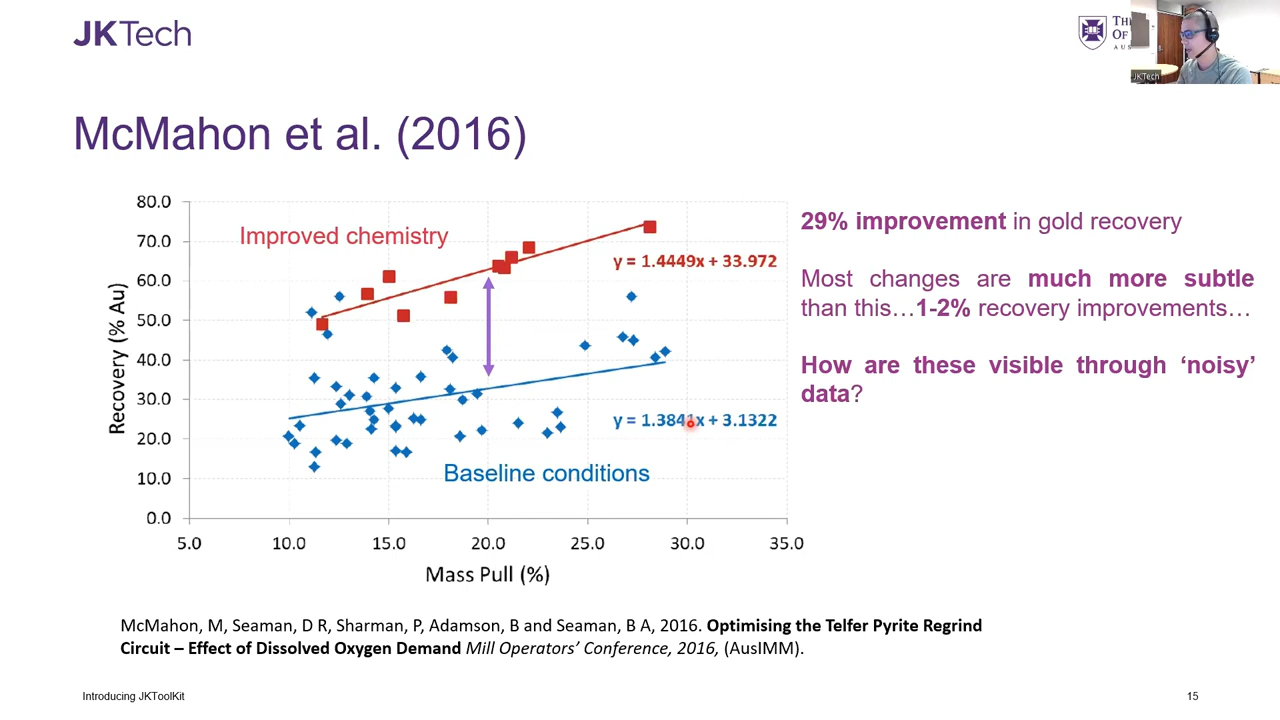 JKTech
Th
Of
A U S
JKTech
McMahon et al. (2016)
80.0
70.0
60.0
50.0
40.0
30.0
20.0
10.0
0.0
Recovery (% Au)
Improved chemistry
y = 1.4449x + 33.972
y = 1.3841x + 3.1322
Baseline conditions
5.0 10.0 15.0 20.0 25.0 30.0 35.0
Mass Pull (%)
29% improvement in gold recovery
Most changes are much more subtle
than this…1-2% recovery improvements…
How are these visible through ‘noisy’
data?
McMahon, M, Seaman, D R, Sharman, P, Adamson, B and Seaman, B A, 2016. Optimising the Telfer Pyrite Regrind
Circuit – Effect of Dissolved Oxygen Demand Mill Operators’ Conference, 2016, (AusIMM).
Introducing JKToolKit
15